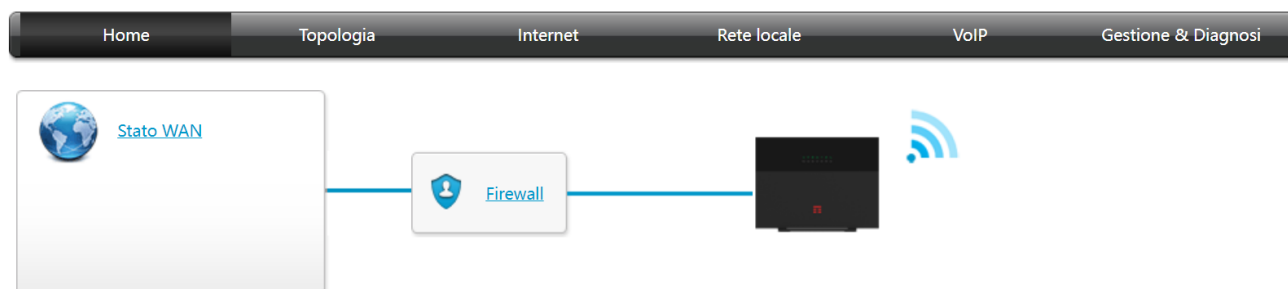 Home Topologia Internet Rete locale VoIP Gestione & Diagnosi
Stato WAN
Firewall